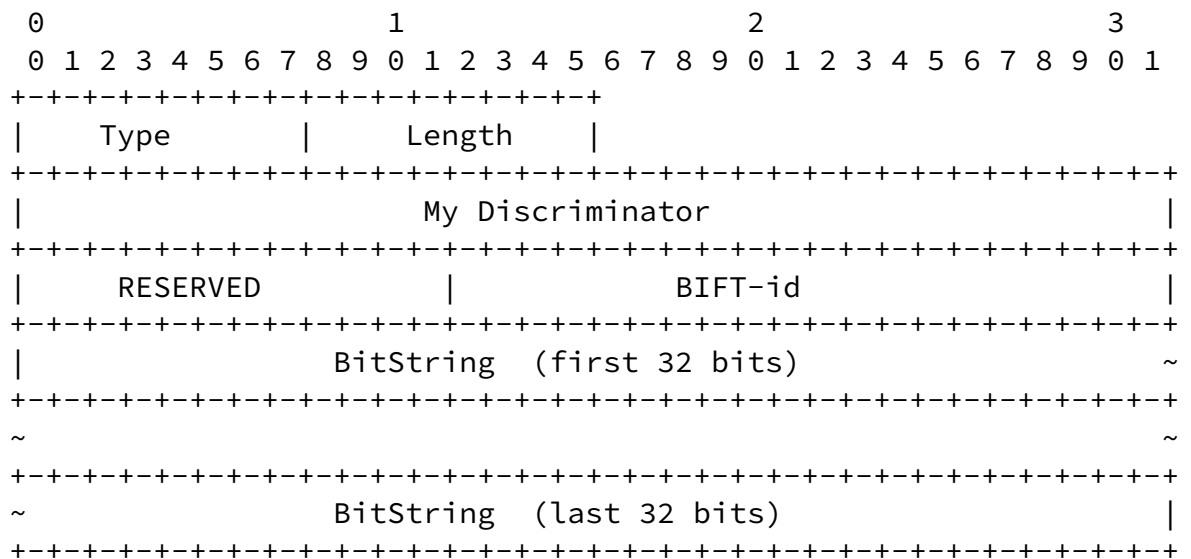 0                   1                   2                   3
 0 1 2 3 4 5 6 7 8 9 0 1 2 3 4 5 6 7 8 9 0 1 2 3 4 5 6 7 8 9 0 1
+-+-+-+-+-+-+-+-+-+-+-+-+-+-+-+-+
|    Type       |     Length    |
+-+-+-+-+-+-+-+-+-+-+-+-+-+-+-+-+-+-+-+-+-+-+-+-+-+-+-+-+-+-+-+-+
|                      My Discriminator                         |
+-+-+-+-+-+-+-+-+-+-+-+-+-+-+-+-+-+-+-+-+-+-+-+-+-+-+-+-+-+-+-+-+
|     RESERVED          |            BIFT-id                    |
+-+-+-+-+-+-+-+-+-+-+-+-+-+-+-+-+-+-+-+-+-+-+-+-+-+-+-+-+-+-+-+-+
|                 BitString  (first 32 bits)                    ~
+-+-+-+-+-+-+-+-+-+-+-+-+-+-+-+-+-+-+-+-+-+-+-+-+-+-+-+-+-+-+-+-+
~                                                               ~
+-+-+-+-+-+-+-+-+-+-+-+-+-+-+-+-+-+-+-+-+-+-+-+-+-+-+-+-+-+-+-+-+
~                 BitString  (last 32 bits)                     |
+-+-+-+-+-+-+-+-+-+-+-+-+-+-+-+-+-+-+-+-+-+-+-+-+-+-+-+-+-+-+-+-+